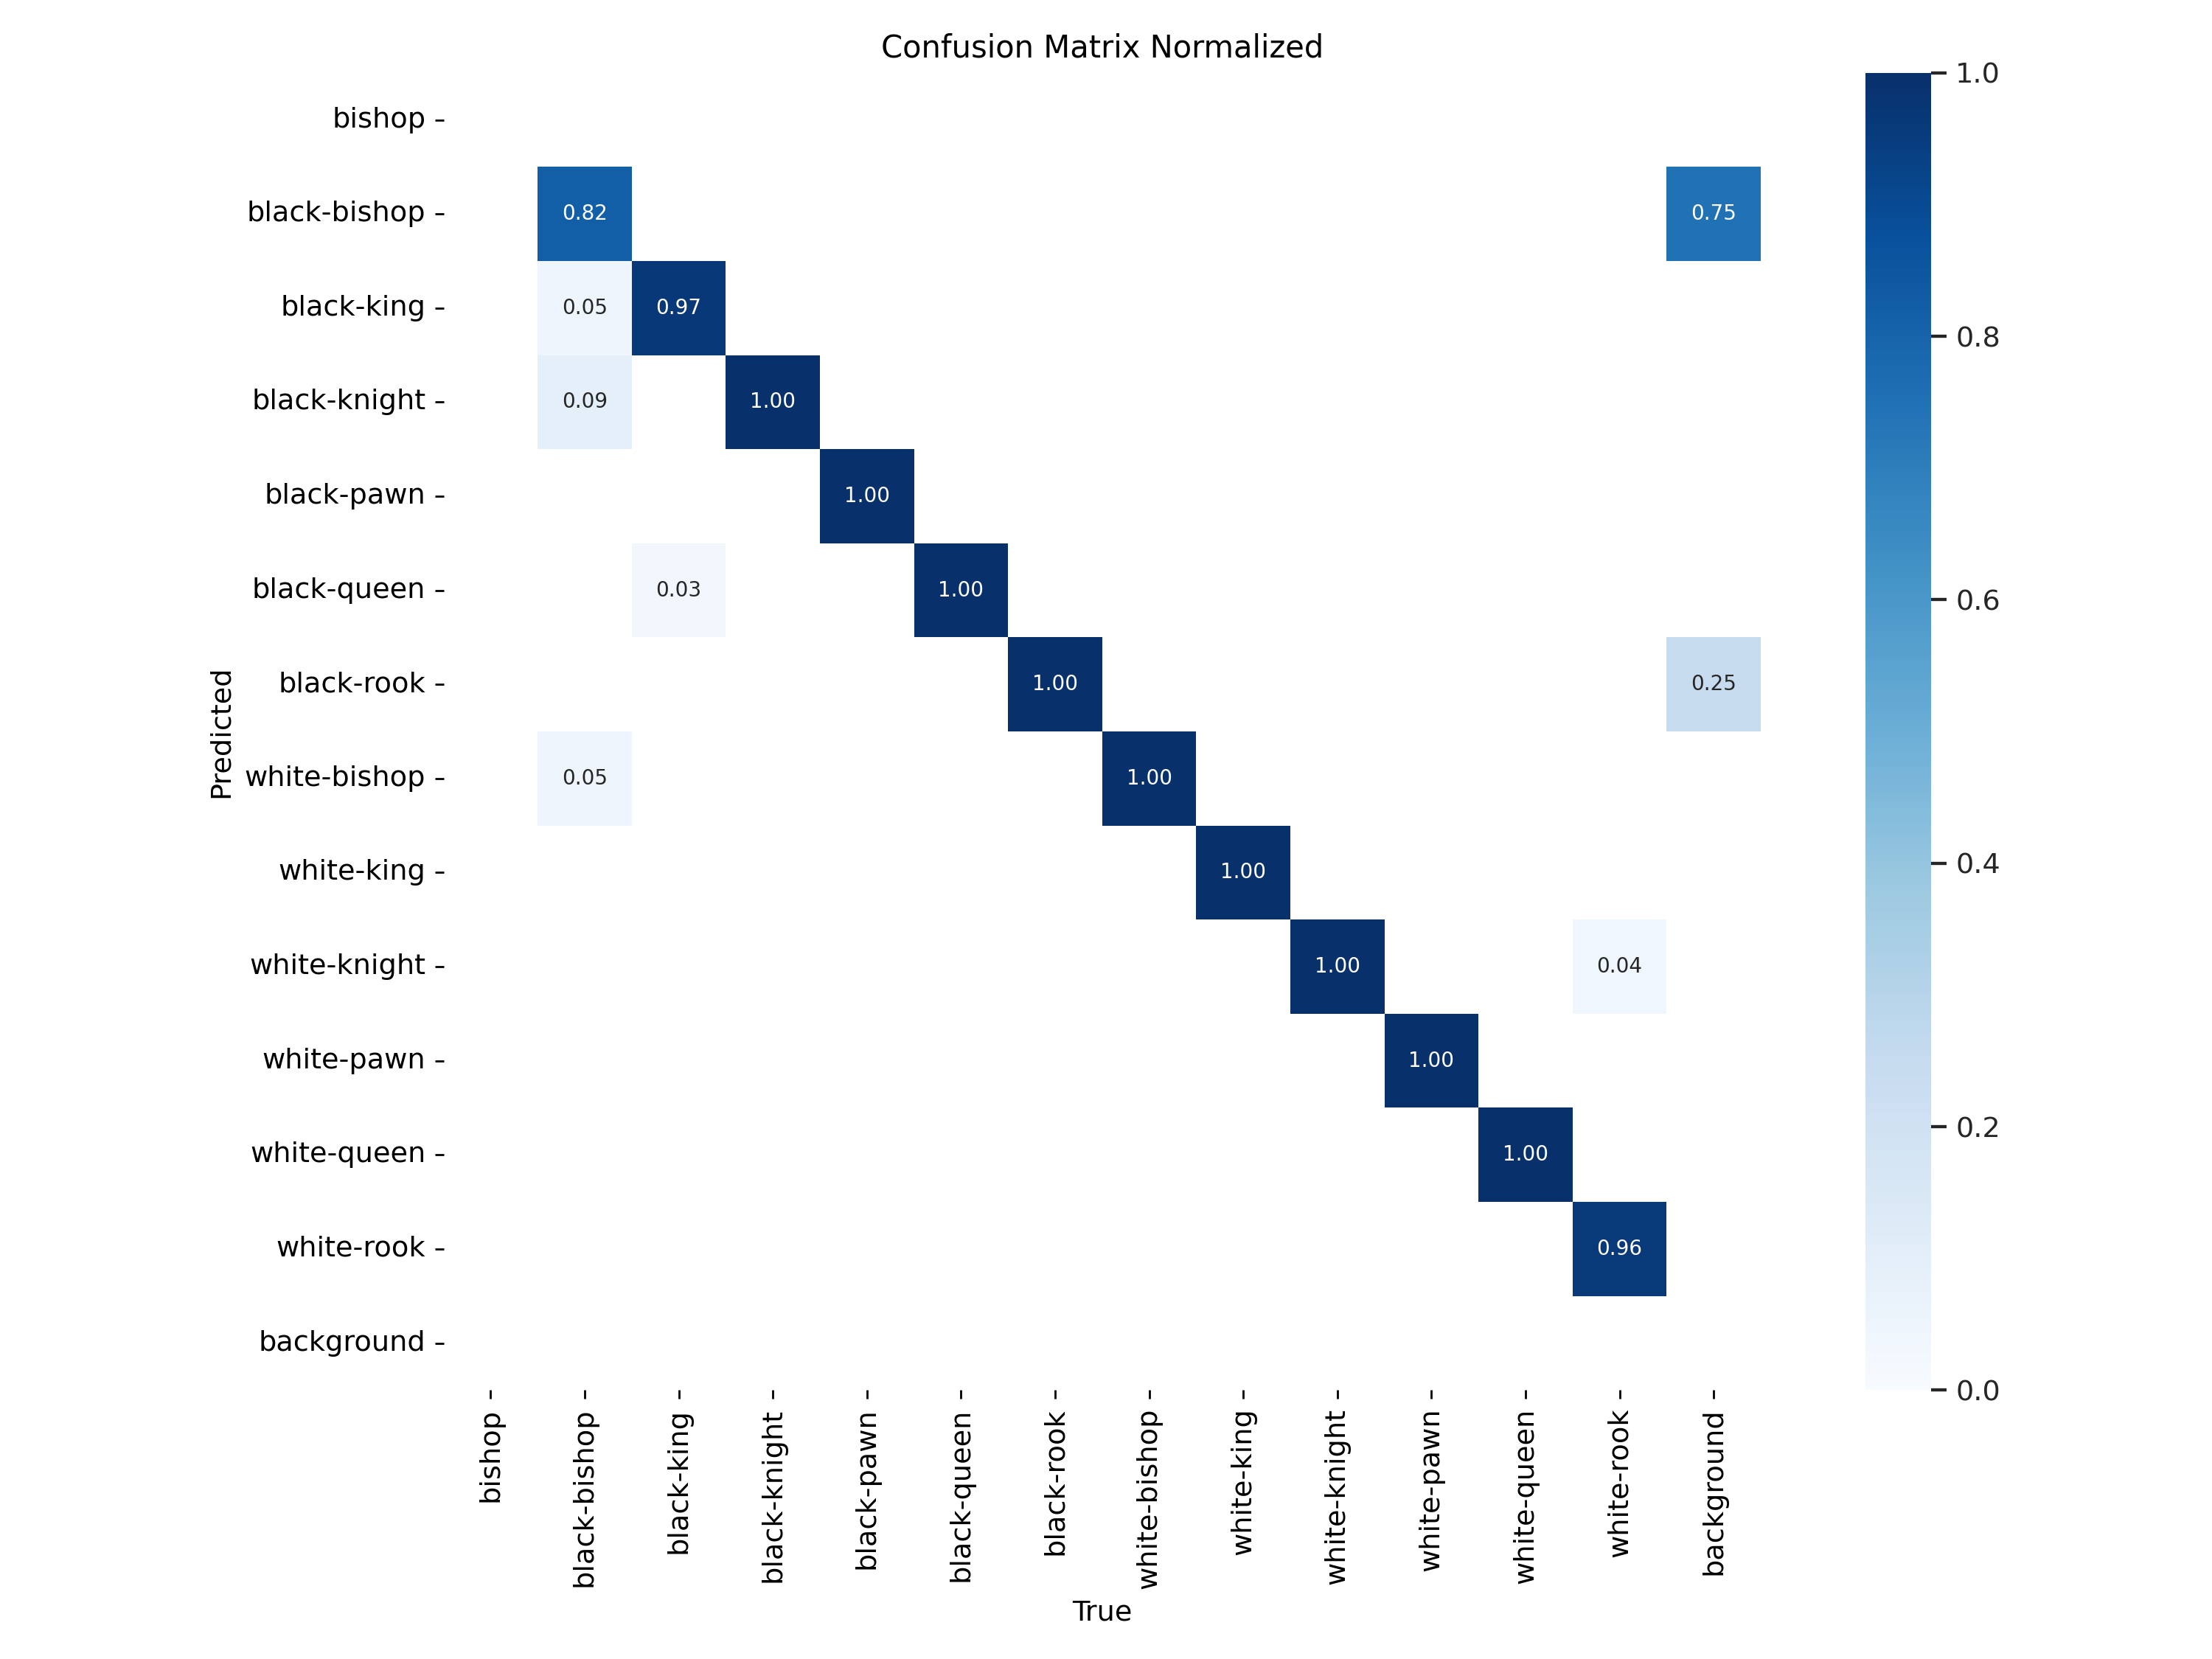 Confusion Matrix Normalized
bishop
black-bishop 0.82 0.75
black-king 0.05 0.97
black-knight 0.09 1.00
black-pawn 1.00
black-queen 0.03 1.00
black-rook 1.00 0.25
white-bishop 0.05 1.00
white-king 1.00
white-knight 1.00 0.04
white-pawn 1.00
white-queen 1.00
white-rook 0.96
background
Predicted
bishop
black-bishop
black-king
black-knight
black-pawn
black-queen
black-rook
white-bishop
white-king
white-knight
white-pawn
white-queen
white-rook
background
True
1.0
0.8
0.6
0.4
0.2
0.0